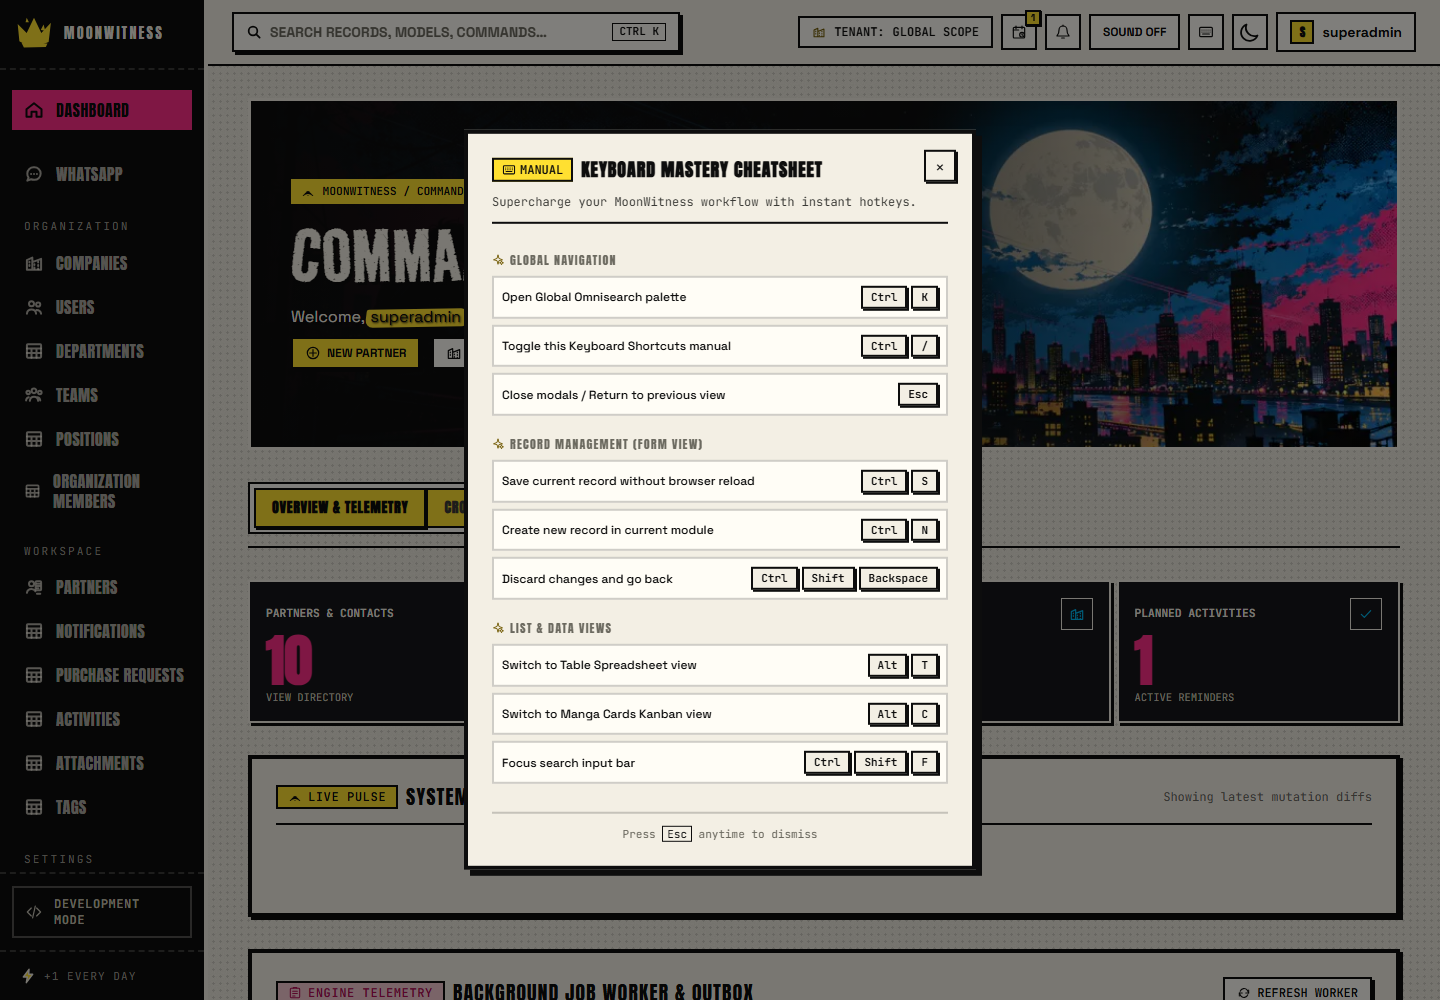 MOONWITNESS
SEARCH RECORDS, MODELS, COMMANDS... CTRL K
TENANT: GLOBAL SCOPE
1
SOUND OFF
S superadmin
DASHBOARD
WHATSAPP
ORGANIZATION
COMPANIES
USERS
DEPARTMENTS
TEAMS
POSITIONS
ORGANIZATION
MEMBERS
WORKSPACE
PARTNERS
NOTIFICATIONS
PURCHASE REQUESTS
ACTIVITIES
ATTACHMENTS
TAGS
SETTINGS
DEVELOPMENT
MODE
+1 EVERY DAY
MOONWITNESS / COMMAND
COMMA
Welcome, superadmin
NEW PARTNER
OVERVIEW & TELEMETRY
CRO
PARTNERS & CONTACTS
10
VIEW DIRECTORY
PLANNED ACTIVITIES
1
ACTIVE REMINDERS
LIVE PULSE SYSTEM
Showing latest mutation diffs
ENGINE TELEMETRY BACKGROUND JOB WORKER & OUTBOX
REFRESH WORKER
MANUAL KEYBOARD MASTERY CHEATSHEET
×
Supercharge your MoonWitness workflow with instant hotkeys.
GLOBAL NAVIGATION
Open Global Omnisearch palette Ctrl K
Toggle this Keyboard Shortcuts manual Ctrl /
Close modals / Return to previous view Esc
RECORD MANAGEMENT (FORM VIEW)
Save current record without browser reload Ctrl S
Create new record in current module Ctrl N
Discard changes and go back Ctrl Shift Backspace
LIST & DATA VIEWS
Switch to Table Spreadsheet view Alt T
Switch to Manga Cards Kanban view Alt C
Focus search input bar Ctrl Shift F
Press Esc anytime to dismiss